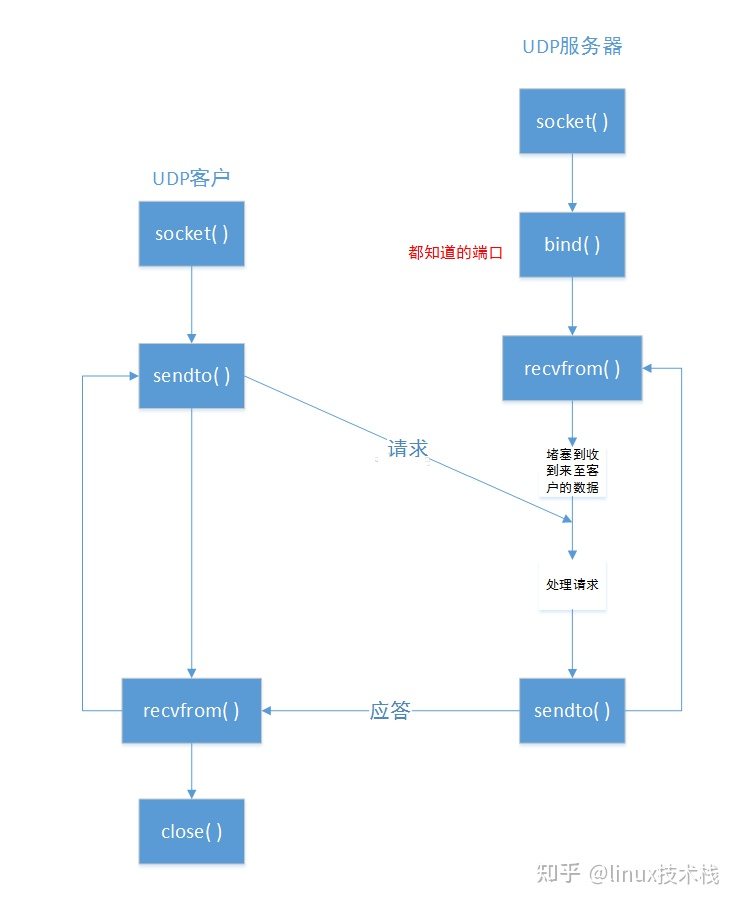 UDP服务器
socket( )
UDP客户
socket( )
都知道的端口
bind( )
sendto( )
recvfrom( )
请求
堵塞到收
到来至客
户的数据
处理请求
recvfrom( )
应答
sendto( )
close( )
知乎 @linux技术栈